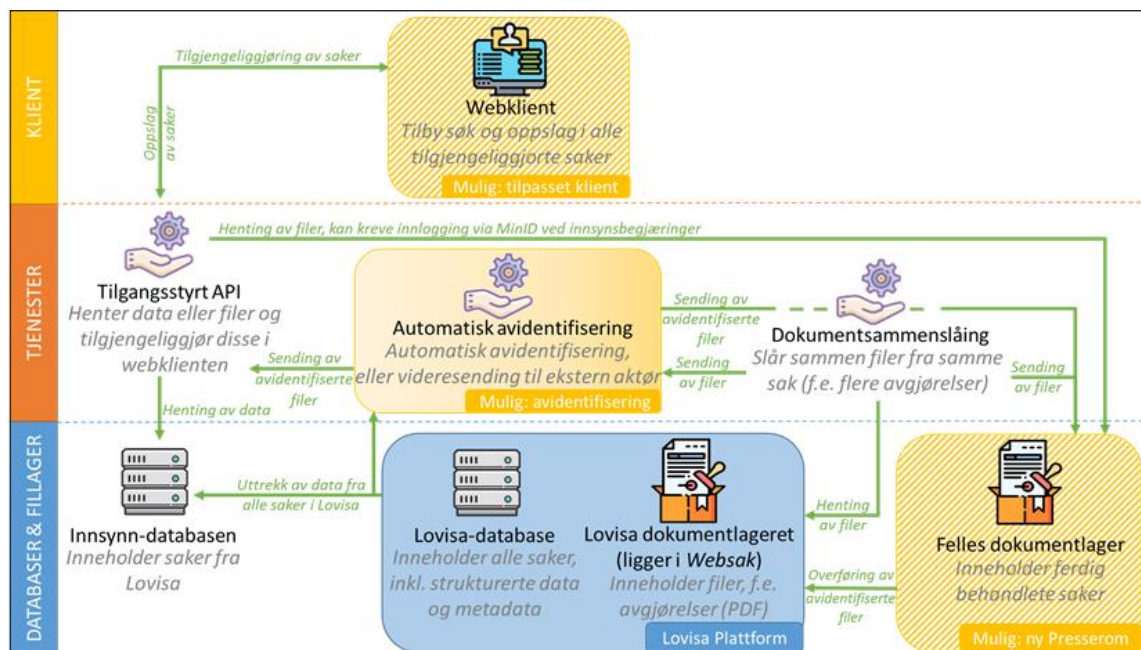 KLIENT
Tilgjengeliggjøring av saker
Oppslag
av saker
Webklient
Tilby søk og oppslag i alle
tilgjengeliggjorte saker
Mulig: tilpasset klient
TJENESTER
Henting av filer, kan kreve innlogging via MinID ved innsynsbegjæringer
Tilgangsstyrt API
Henter data eller filer og
tilgjengeliggjør disse i
webklienten
Sending av
avidentifiserte
filer
Automatisk avidentifisering
Automatisk avidentifisering,
eller videresending til ekstern aktør
Mulig: avidentifisering
Sending av
avidentifiserte
filer
Sending
av filer
Dokumentsammenslåing
Slår sammen filer fra samme
sak (f.e. flere avgjørelser)
Sending
av filer
Henting av data
DATABASER & FILLAGER
Innsynn-databasen
Inneholder saker fra
Lovisa
Uttrekk av data fra
alle saker i Lovisa
Lovisa-database
Inneholder alle saker,
inkl. strukturerte data
og metadata
Lovisa dokumentlageret
(ligger i Websak)
Inneholder filer, f.e.
avgjørelser (PDF)
Lovisa Plattform
Henting
av filer
Overføring av
avidentifiserte
filer
Felles dokumentlager
Inneholder ferdig
behandlete saker
Mulig: ny Presserom